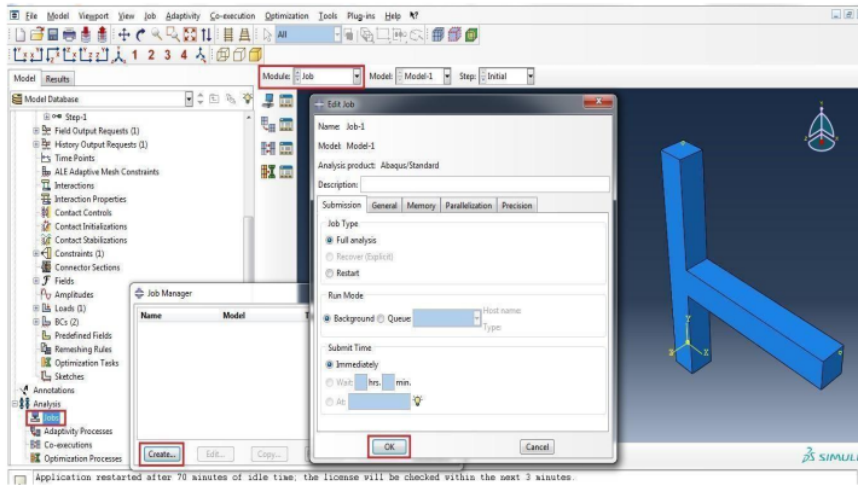 File Model Viewport View Job Adaptivity Co-execution Optimization Tools Plug-ins Help
All
1 2 3 4
Model Results
Module: Job Model: Model-1 Step: Initial
Model Database
Step-1
Field Output Requests (1)
History Output Requests (1)
Time Points
ALE Adaptive Mesh Constraints
Interactions
Interaction Properties
Contact Controls
Contact Initializations
Contact Stabilizations
Constraints (1)
Connector Sections
Fields
Amplitudes
Loads (1)
BCs (2)
Predefined Fields
Remeshing Rules
Optimization Tasks
Sketches
Annotations
Analysis
Jobs
Adaptivity Processes
Co-executions
Optimization Processes
Job Manager
Name Model
Create... Edit... Copy...
Edit Job
Name: Job-1
Model: Model-1
Analysis product: Abaqus/Standard
Description:
Submission General Memory Parallelization Precision
Job Type
Full analysis
Recover (Explicit)
Restart
Run Mode
Background Queue: Host name:
Type:
Submit Time
Immediately
Wait: hrs. min.
At:
OK Cancel
Y
X
SIMULI
Application restarted after 70 minutes of idle time; the license will be checked within the next 3 minutes.